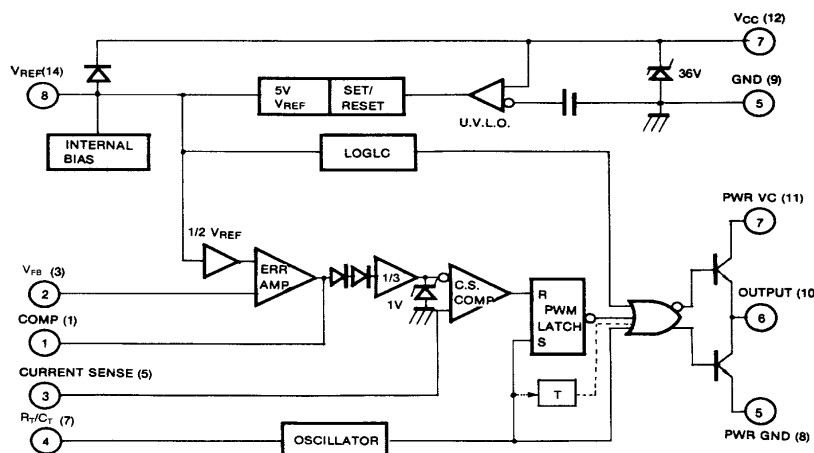 VCC (12)
7
VREF(14)
8
5V
VREF
SET/
RESET
36V
GND (9)
5
U.V.L.O.
INTERNAL
BIAS
LOGLC
PWR VC (11)
7
1/2 VREF
VFB (3)
2
ERR
AMP
1/3
1V
C.S.
COMP
R
PWM
LATCH
S
OUTPUT (10)
6
COMP (1)
1
CURRENT SENSE (5)
3
T
5
PWR GND (8)
RT/CT (7)
4
OSCILLATOR